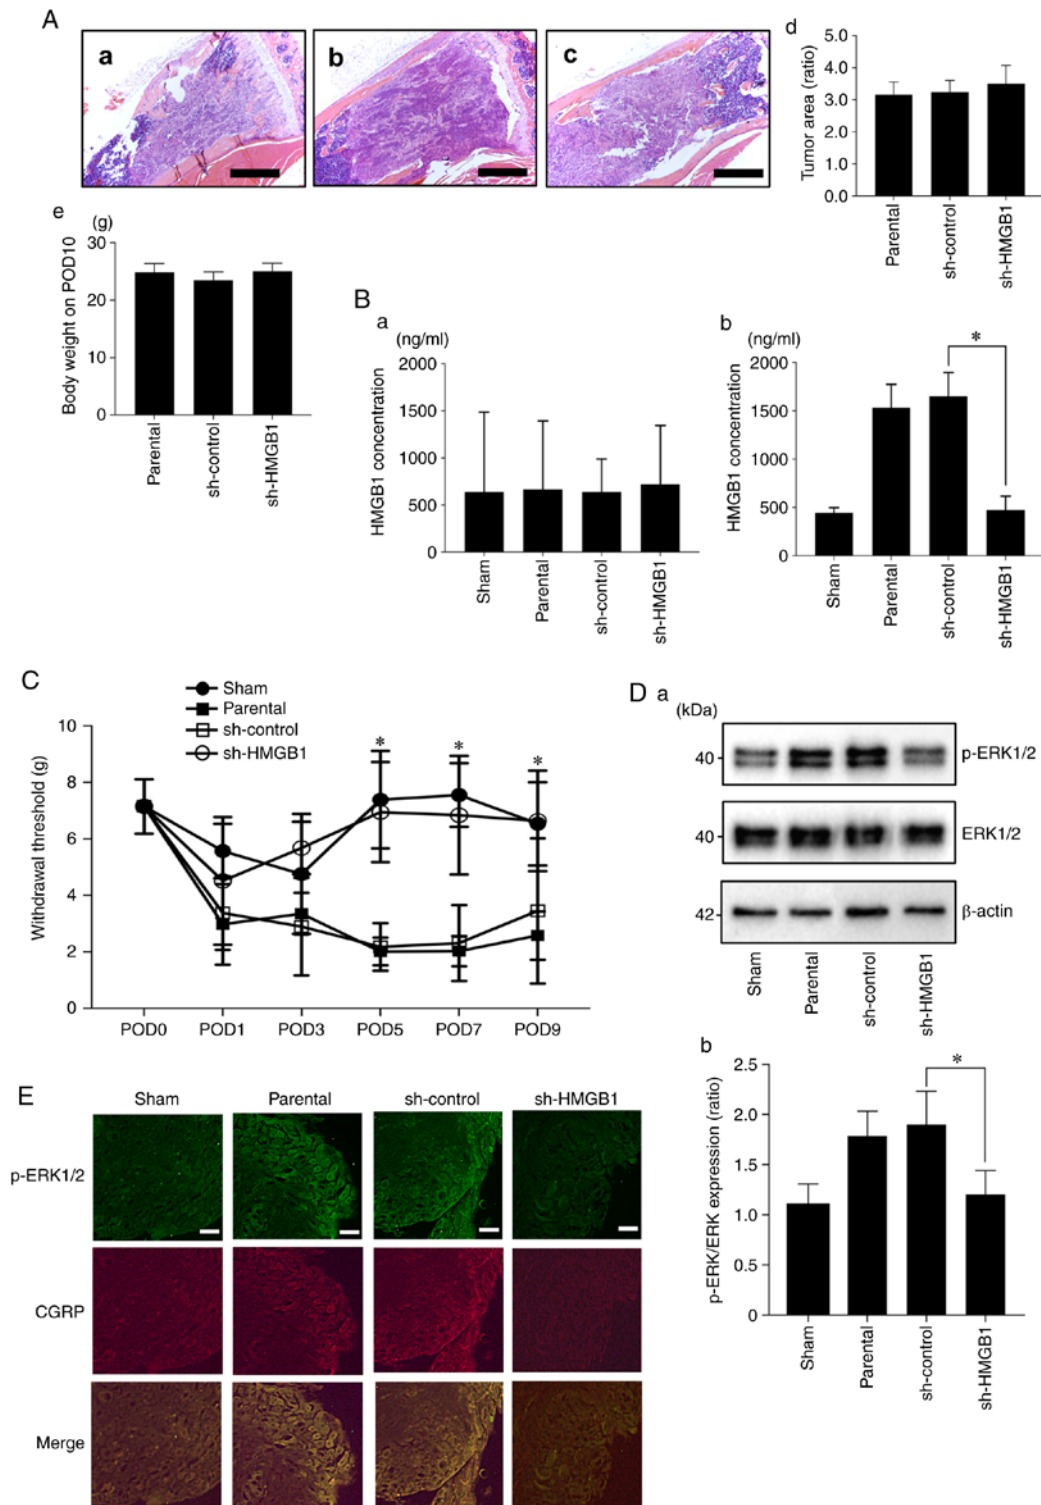 A
a
b
c
d
Tumor area (ratio)
5.0
4.0
3.0
2.0
1.0
0.0
Parental
sh-control
sh-HMGB1
e
(g)
Body weight on POD10
30
20
10
0
Parental
sh-control
sh-HMGB1
B
a
(ng/ml)
HMGB1 concentration
2000
1500
1000
500
0
Sham
Parental
sh-control
sh-HMGB1
b
(ng/ml)
HMGB1 concentration
2000
1500
1000
500
0
*
Sham
Parental
sh-control
sh-HMGB1
C
Sham
Parental
sh-control
sh-HMGB1
Withdrawal threshold (g)
10
8
6
4
2
0
* * *
POD0 POD1 POD3 POD5 POD7 POD9
D a
(kDa)
40 p-ERK1/2
40 ERK1/2
42 β-actin
Sham
Parental
sh-control
sh-HMGB1
b
p-ERK/ERK expression (ratio)
2.5
2.0
1.5
1.0
0.5
0
*
Sham
Parental
sh-control
sh-HMGB1
E
Sham Parental sh-control sh-HMGB1
p-ERK1/2
CGRP
Merge